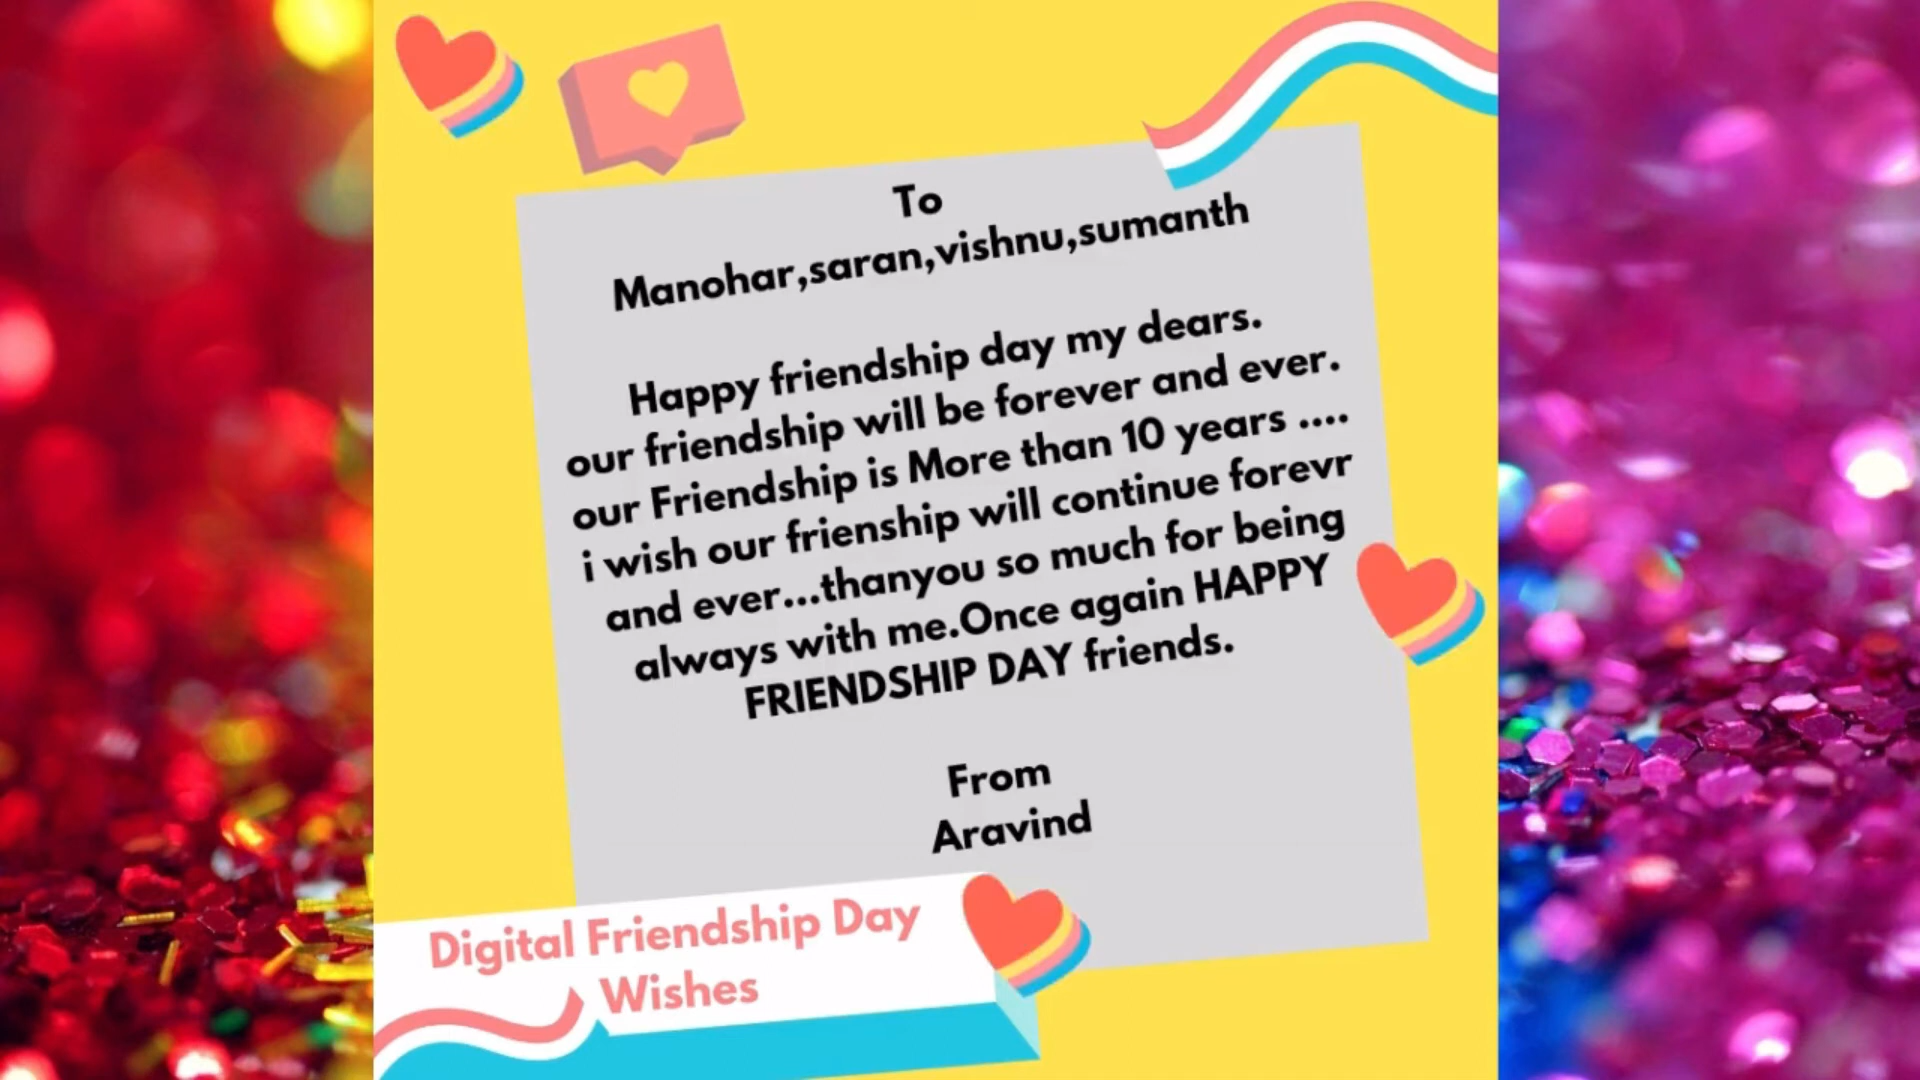 To
Manohar,saran,vishnu,sumanth
Happy friendship day my dears.
our friendship will be forever and ever.
our Friendship is More than 10 years ....
i wish our frienship will continue forevr
and ever...thanyou so much for being
always with me.Once again HAPPY
FRIENDSHIP DAY friends.
From
Aravind
Digital Friendship Day
Wishes